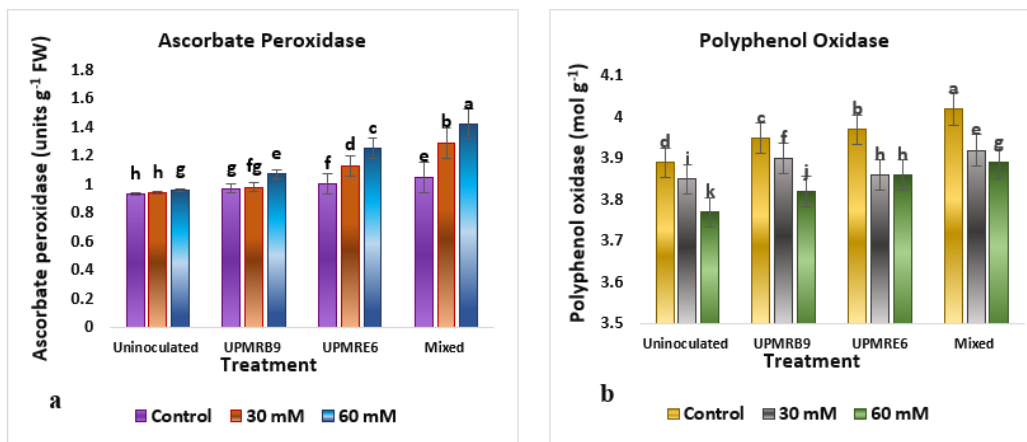 Ascorbate Peroxidase
Ascorbate peroxidase (units g⁻¹ FW)
1.8
1.6
1.4
1.2
1
0.8
0.6
0.4
0.2
0
h h g
g fg e
f d c
e b a
Uninoculated UPMRB9 UPMRE6 Mixed
Treatment
a
Control 30 mM 60 mM
Polyphenol Oxidase
Polyphenol oxidase (mol g⁻¹)
4.1
4
3.9
3.8
3.7
3.6
3.5
d i k
c f j
b h h
a e g
Uninoculated UPMRB9 UPMRE6 Mixed
Treatment
b
Control 30 mM 60 mM